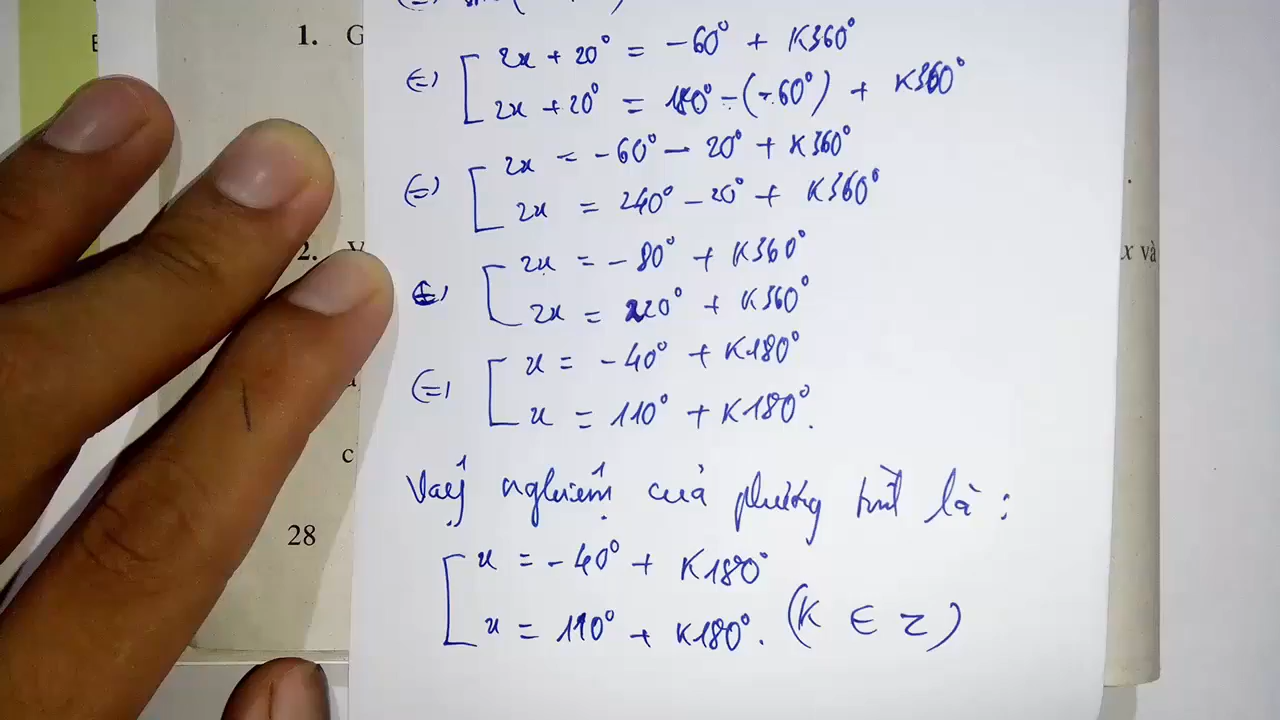 1. G
2x + 20° = -60° + K360°
(=) 2x + 20° = 180° - (-60°) + K360°
2x = -60° - 20° + K360°
(=) 2x = 240° - 20° + K360°
2. V
x và
2x = -80° + K360°
(=) 2x = 220° + K360°
x = -40° + K180°
(=) x = 110° + K180°.
c
Vậy nghiệm của phương là :
28
x = -40° + K180°
x = 110° + K180°. (K ∈ Z)